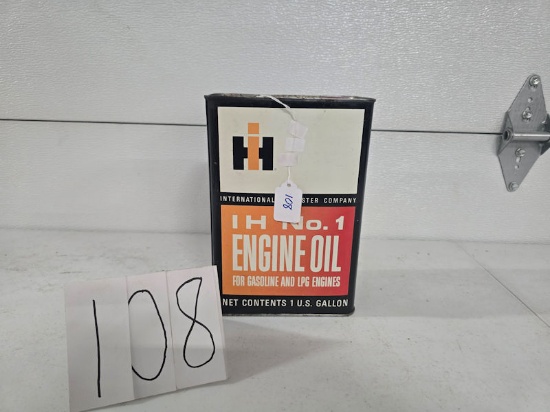 IH
INTERNATIONAL STER COMPANY
108
IH No. 1
ENGINE OIL
FOR GASOLINE AND LPG ENGINES
NET CONTENTS 1 U.S. GALLON
108